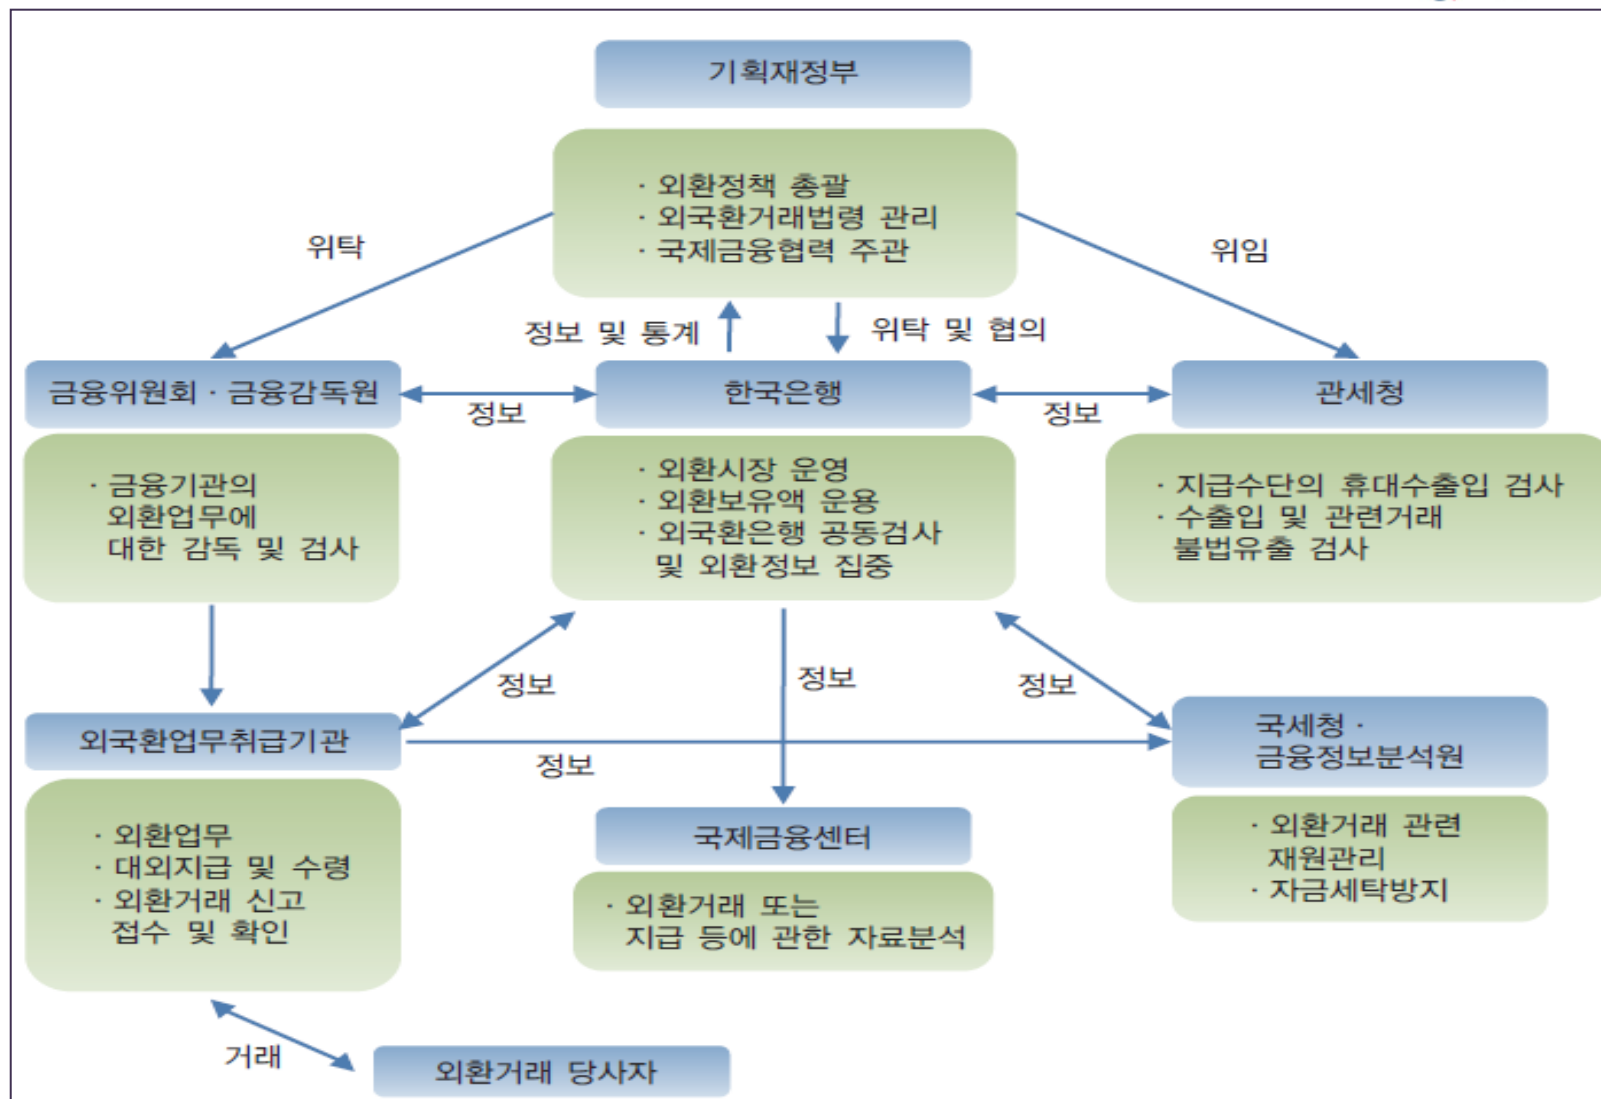 기획재정부
· 외환정책 총괄
· 외국환거래법령 관리
· 국제금융협력 주관
위탁
위임
정보 및 통계
위탁 및 협의
금융위원회 · 금융감독원
정보
한국은행
정보
관세청
· 금융기관의
외환업무에
대한 감독 및 검사
· 외환시장 운영
· 외환보유액 운용
· 외국환은행 공동검사
및 외환정보 집중
· 지급수단의 휴대수출입 검사
· 수출입 및 관련거래
불법유출 검사
정보
정보
정보
외국환업무취급기관
정보
국세청 ·
금융정보분석원
· 외환업무
· 대외지급 및 수령
· 외환거래 신고
접수 및 확인
국제금융센터
· 외환거래 또는
지급 등에 관한 자료분석
· 외환거래 관련
재원관리
· 자금세탁방지
거래
외환거래 당사자